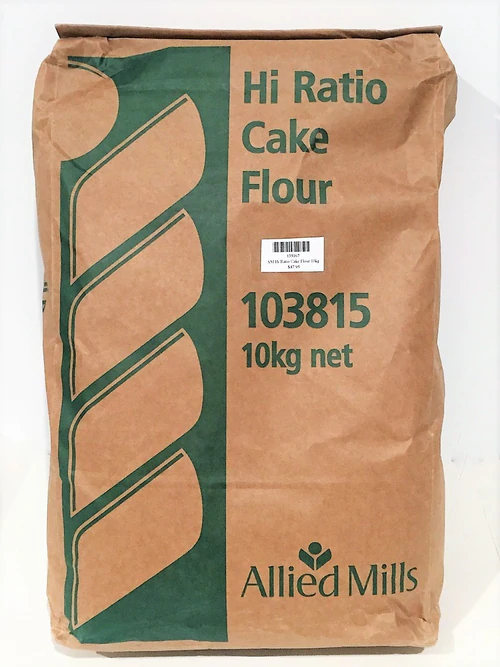 Hi Ratio
Cake
Flour
103815
10kg net
Allied Mills